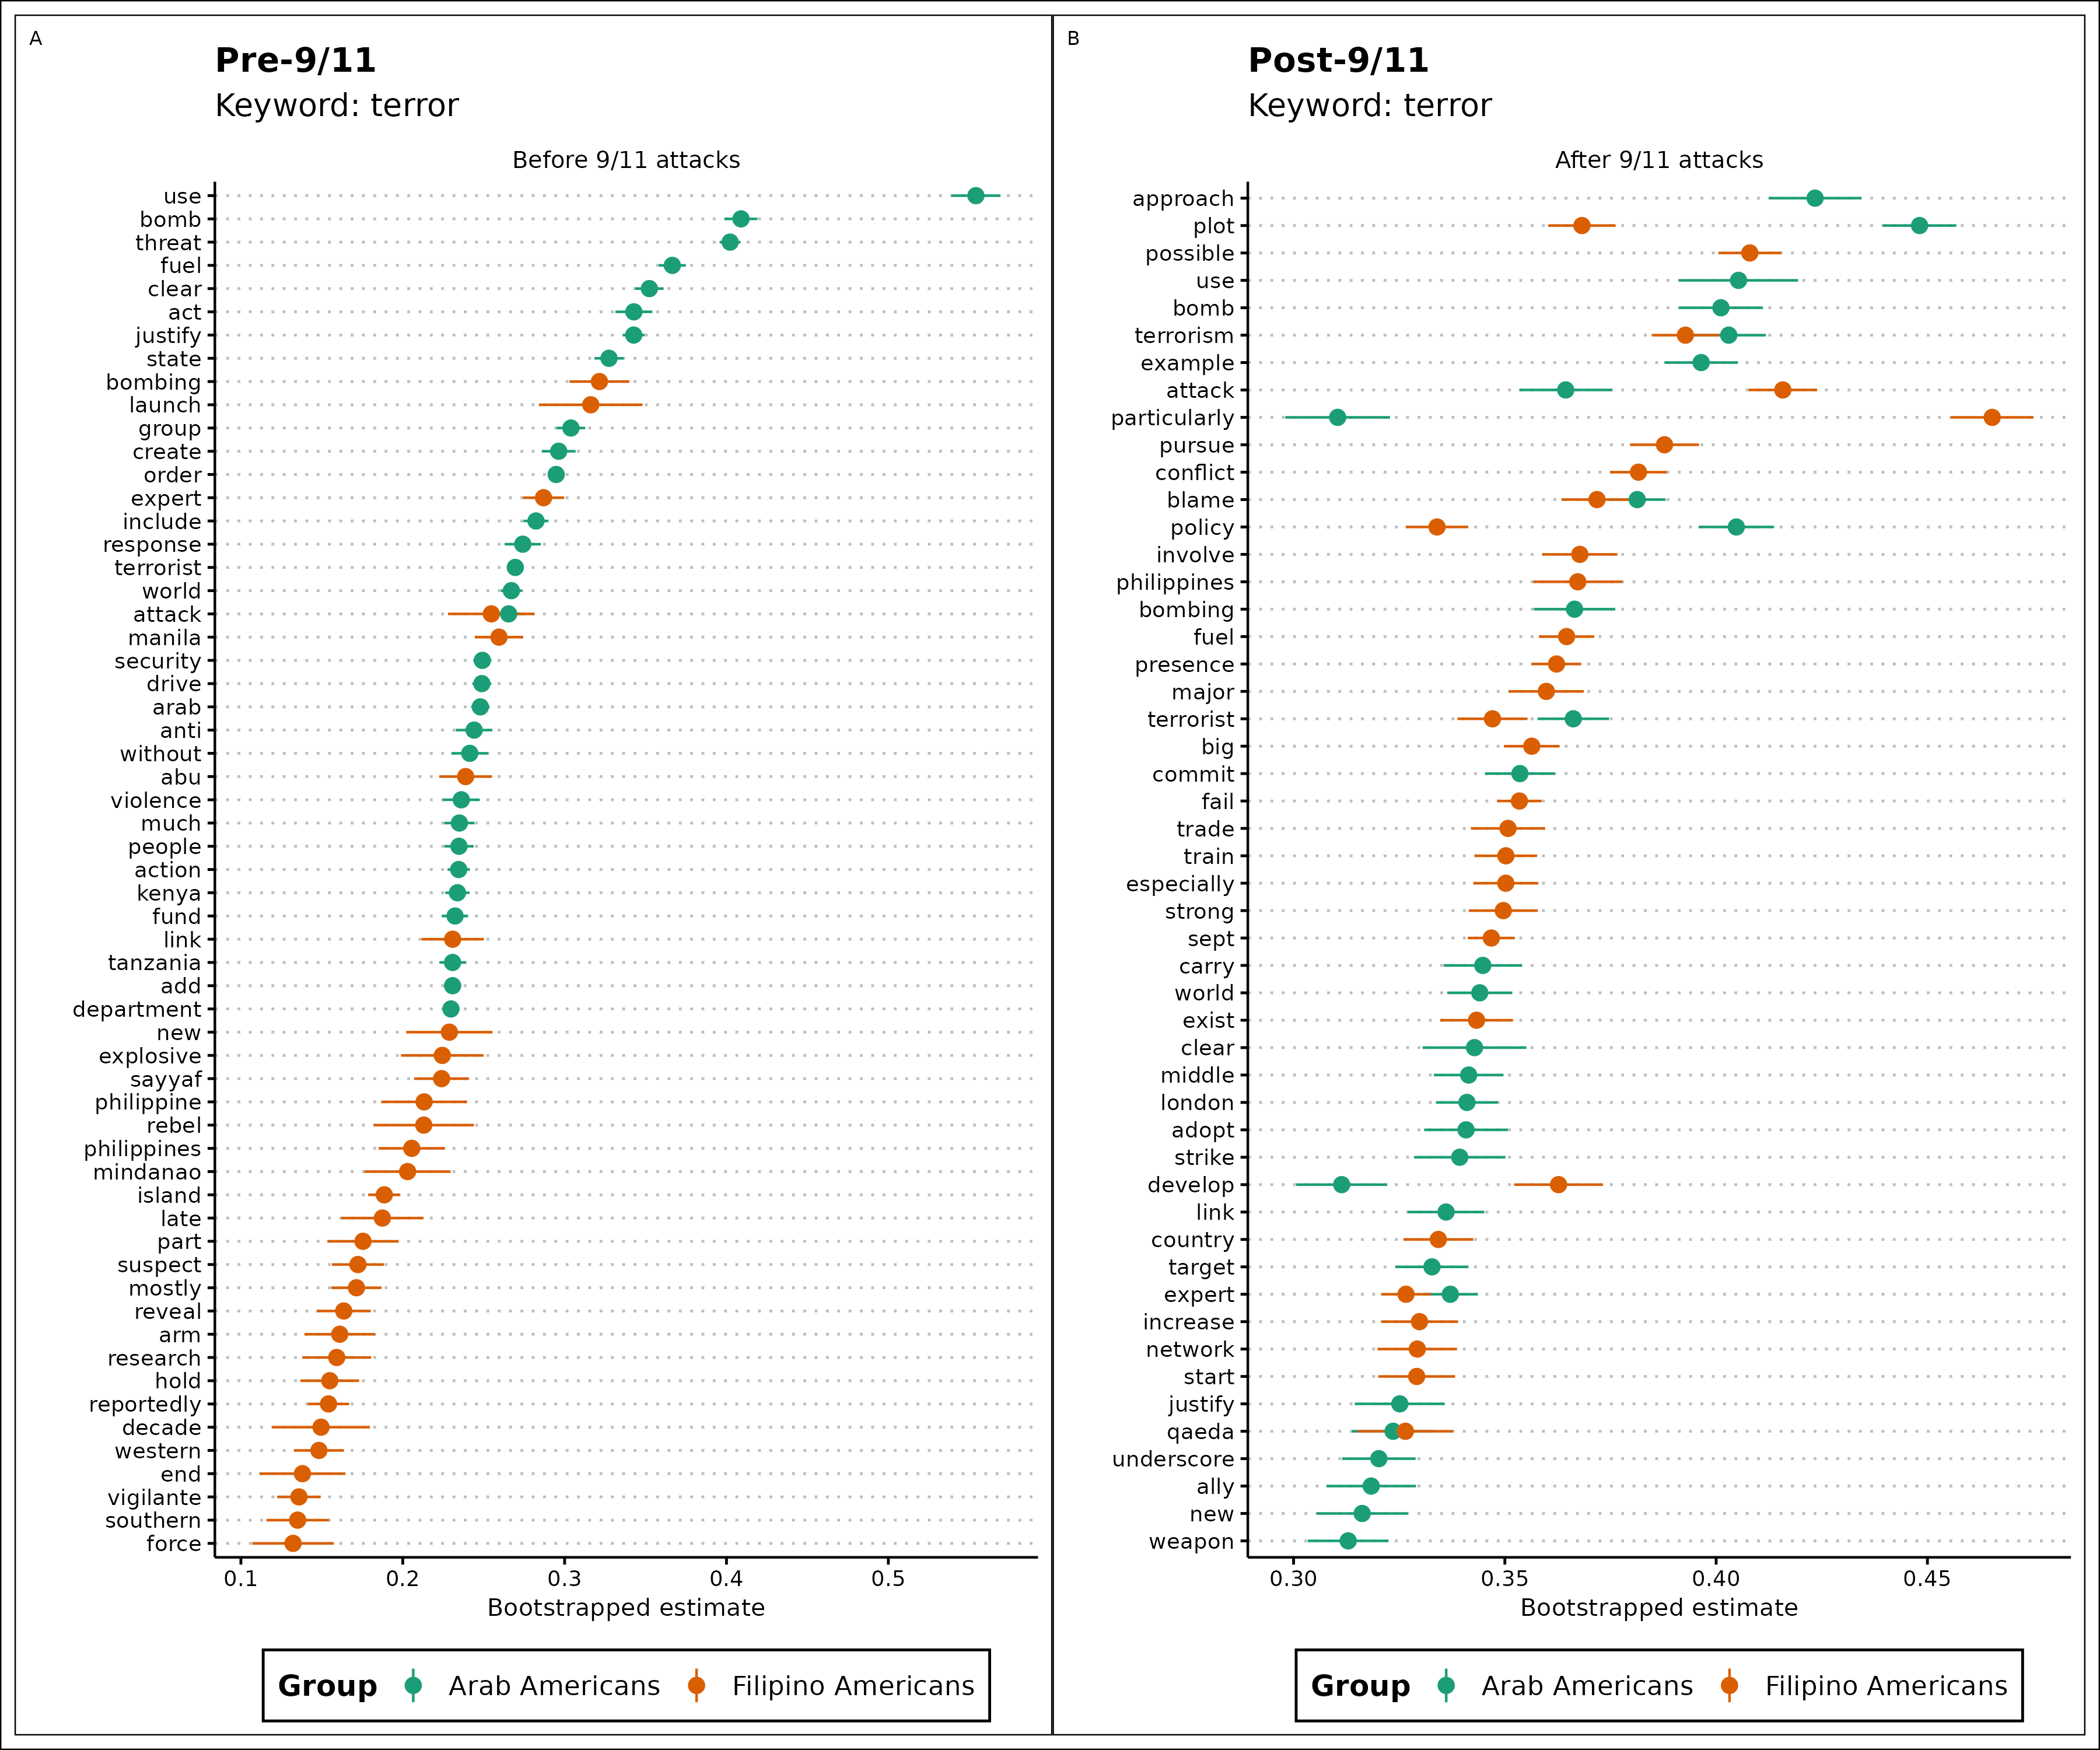 A
Pre-9/11
Keyword: terror
Before 9/11 attacks
use
bomb
threat
fuel
clear
act
justify
state
bombing
launch
group
create
order
expert
include
response
terrorist
world
attack
manila
security
drive
arab
anti
without
abu
violence
much
people
action
kenya
fund
link
tanzania
add
department
new
explosive
sayyaf
philippine
rebel
philippines
mindanao
island
late
part
suspect
mostly
reveal
arm
research
hold
reportedly
decade
western
end
vigilante
southern
force
0.1 0.2 0.3 0.4 0.5
Bootstrapped estimate
Group Arab Americans Filipino Americans
B
Post-9/11
Keyword: terror
After 9/11 attacks
approach
plot
possible
use
bomb
terrorism
example
attack
particularly
pursue
conflict
blame
policy
involve
philippines
bombing
fuel
presence
major
terrorist
big
commit
fail
trade
train
especially
strong
sept
carry
world
exist
clear
middle
london
adopt
strike
develop
link
country
target
expert
increase
network
start
justify
qaeda
underscore
ally
new
weapon
0.30 0.35 0.40 0.45
Bootstrapped estimate
Group Arab Americans Filipino Americans